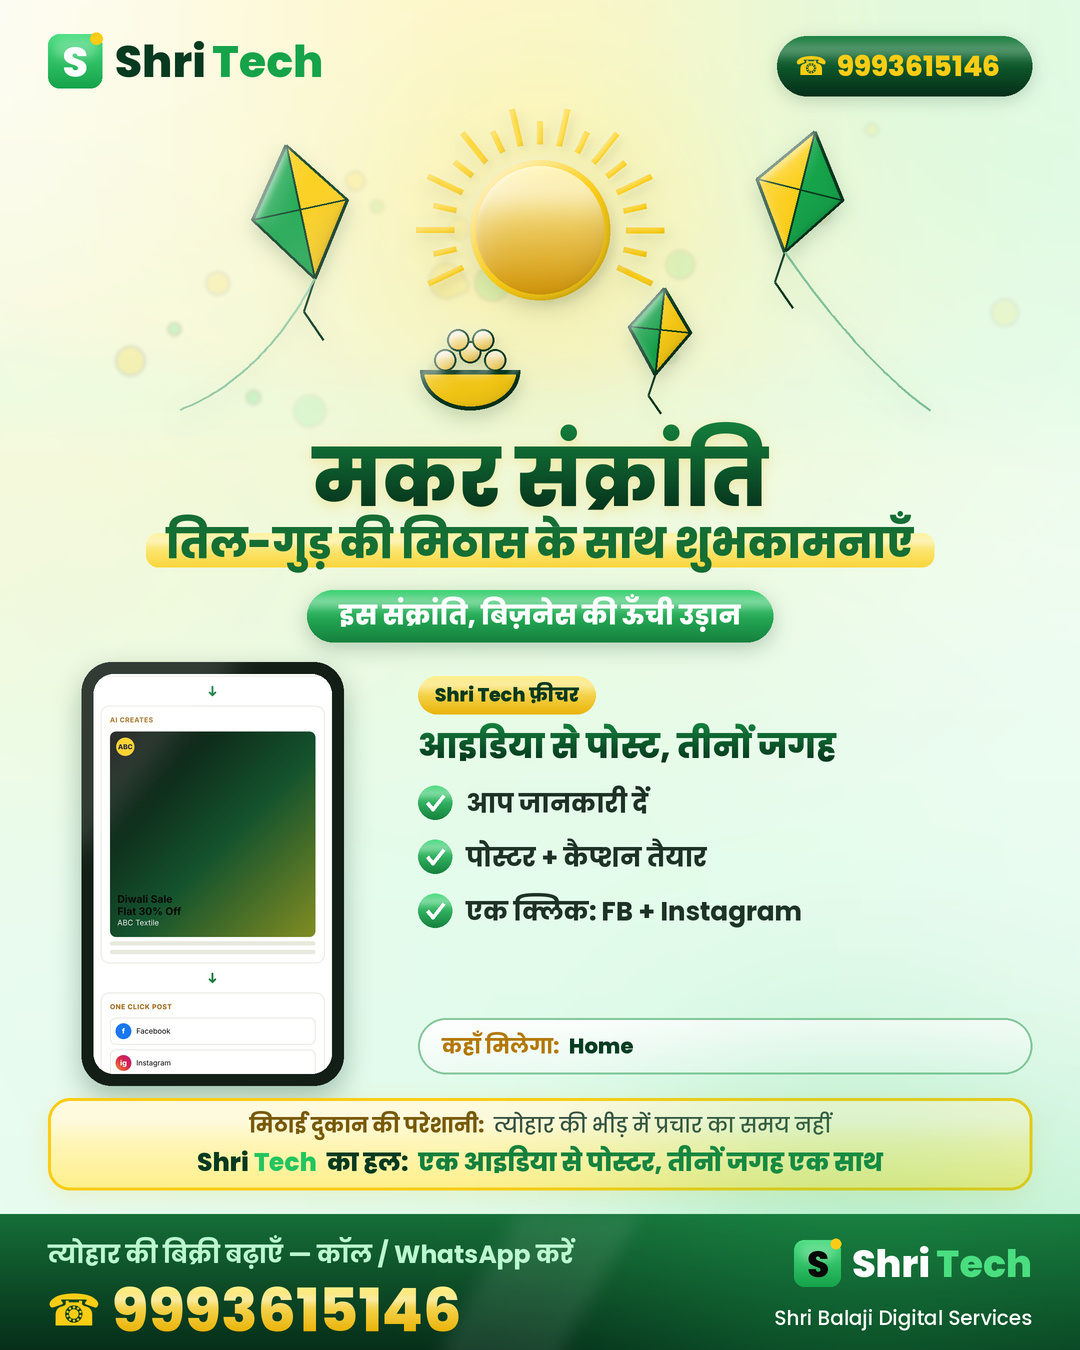 S Shri Tech
☎ 9993615146
मकर संक्रांति
तिल-गुड़ की मिठास के साथ शुभकामनाएँ
इस संक्रांति, बिज़नेस की ऊँची उड़ान
↓
AI CREATES
ABC
Diwali Sale
Flat 30% Off
ABC Textile
↓
ONE CLICK POST
f Facebook
ig Instagram
Shri Tech फ़ीचर
आइडिया से पोस्ट, तीनों जगह
आप जानकारी दें
पोस्टर + कैप्शन तैयार
एक क्लिक: FB + Instagram
कहाँ मिलेगा: Home
मिठाई दुकान की परेशानी: त्योहार की भीड़ में प्रचार का समय नहीं
Shri Tech का हल: एक आइडिया से पोस्टर, तीनों जगह एक साथ
त्योहार की बिक्री बढ़ाएँ — कॉल / WhatsApp करें
☎ 9993615146
S Shri Tech
Shri Balaji Digital Services